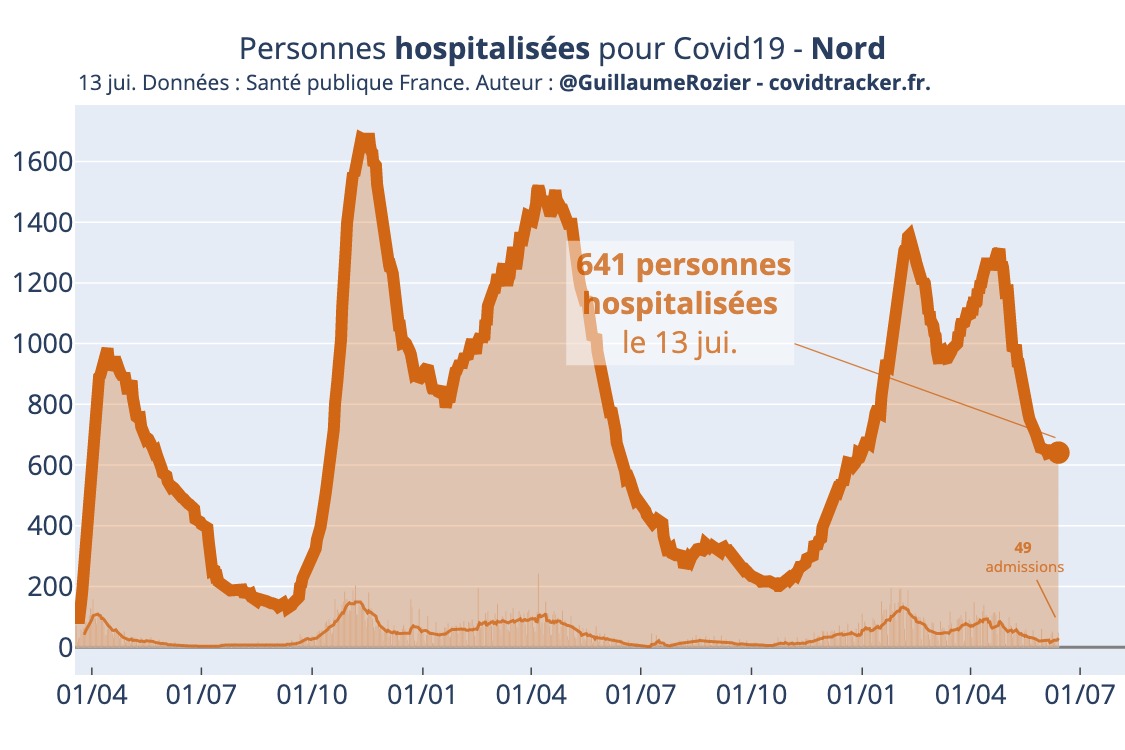 Personnes hospitalisées pour Covid19 - Nord
13 jui. Données : Santé publique France. Auteur : @GuillaumeRozier - covidtracker.fr.
1600
1400
1200
1000
800
600
400
200
0
641 personnes
hospitalisées
le 13 jui.
49
admissions
01/04 01/07 01/10 01/01 01/04 01/07 01/10 01/01 01/04 01/07